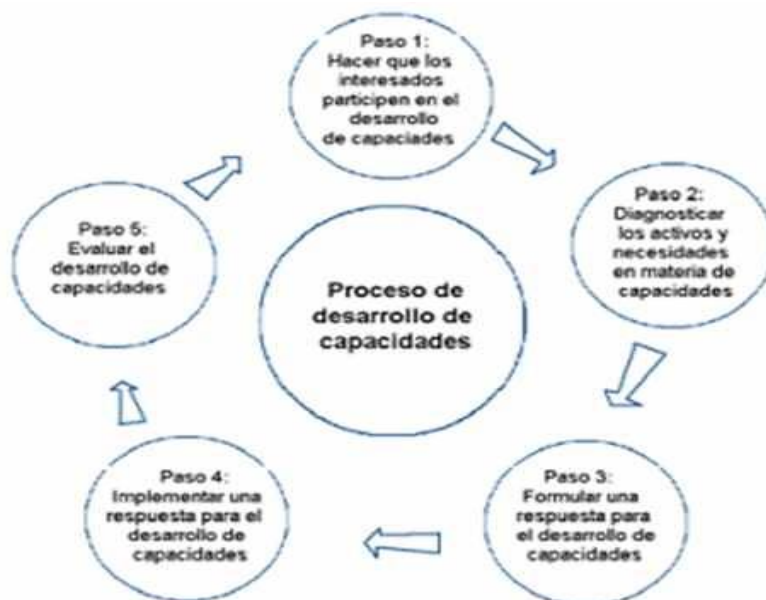 Paso 1:
Hacer que los
interesados
participen en el
desarrollo
de capaciades
Paso 2:
Diagnosticar
los activos y
necesidades
en materia de
capacidades
Paso 3:
Formular una
respuesta para
el desarrollo de
capacidades
Paso 4:
Implementar una
respuesta para el
desarrollo de
capacidades
Paso 5:
Evaluar el
desarrollo de
capacidades
Proceso de
desarrollo de
capacidades